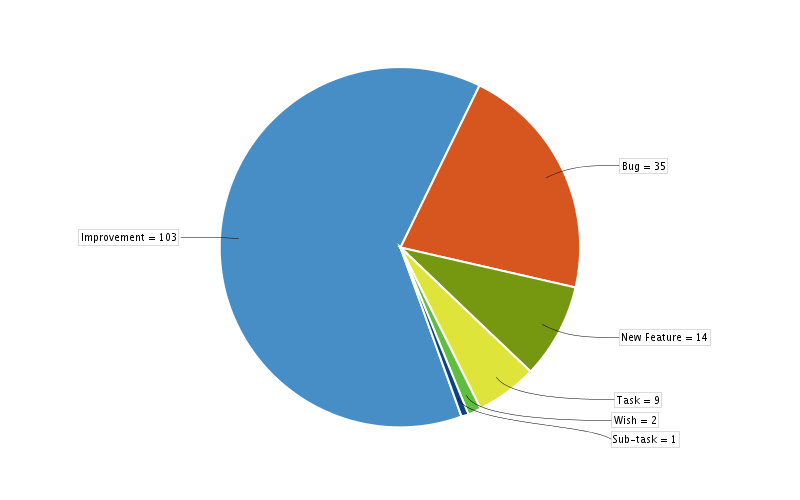 Bug = 35
Improvement = 103
New Feature = 14
Task = 9
Wish = 2
Sub-task = 1